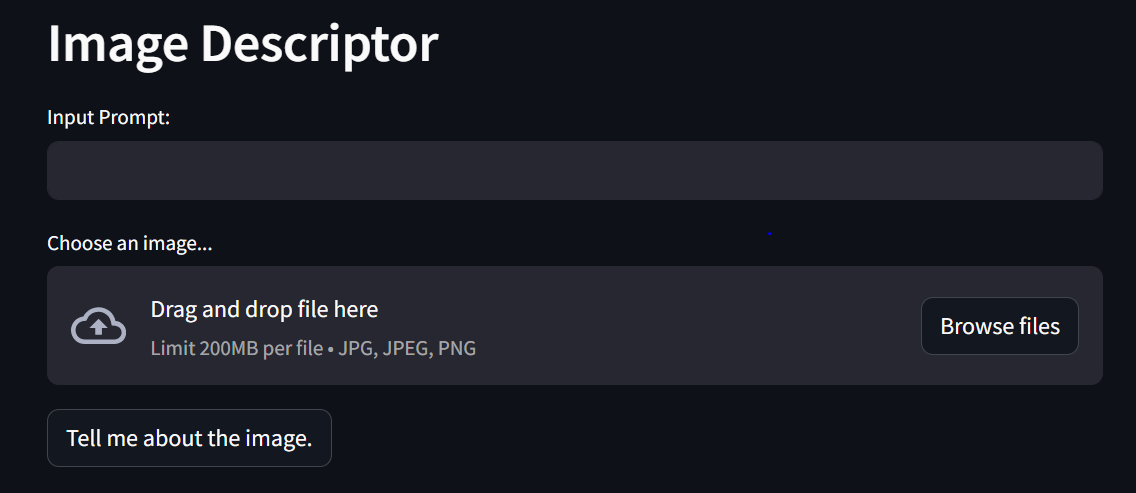 Image Descriptor
Input Prompt:
Choose an image...
Drag and drop file here
Limit 200MB per file • JPG, JPEG, PNG
Browse files
Tell me about the image.